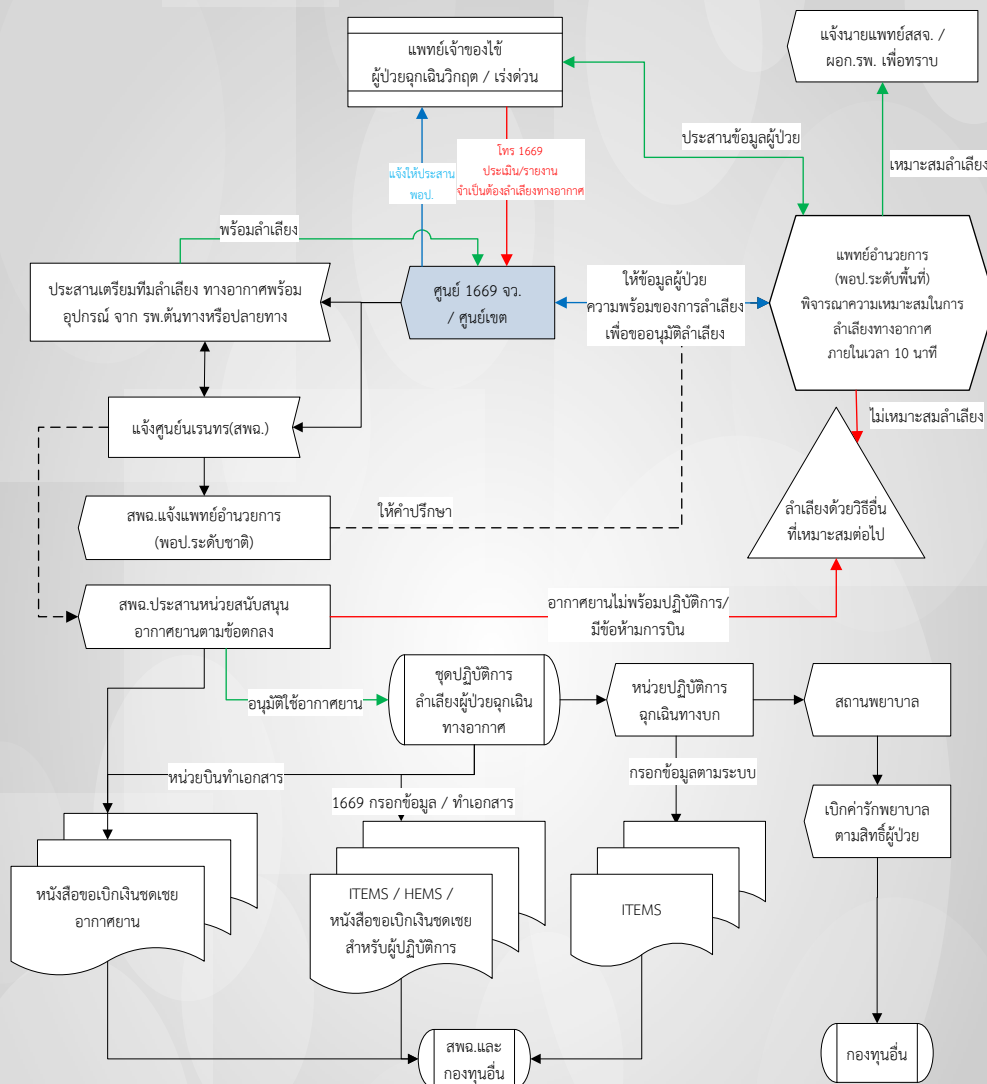 แพทย์เจ้าของไข้
ผู้ป่วยฉุกเฉินวิกฤต / เร่งด่วน
แจ้งนายแพทย์สสจ. /
ผอก.รพ. เพื่อทราบ
ประสานข้อมูลผู้ป่วย
เหมาะสมลำเลียง
แจ้งให้ประสาน
พอป.
โทร 1669
ประเมิน/รายงาน
จำเป็นต้องลำเลียงทางอากาศ
พร้อมลำเลียง
ประสานเตรียมทีมลำเลียง ทางอากาศพร้อม
อุปกรณ์ จาก รพ.ต้นทางหรือปลายทาง
ศูนย์ 1669 จว.
/ ศูนย์เขต
ให้ข้อมูลผู้ป่วย
ความพร้อมของการลำเลียง
เพื่อขออนุมัติลำเลียง
แพทย์อำนวยการ
(พอป.ระดับพื้นที่)
พิจารณาความเหมาะสมในการ
ลำเลียงทางอากาศ
ภายในเวลา 10 นาที
แจ้งศูนย์นเรนทร(สพฉ.)
ไม่เหมาะสมลำเลียง
สพฉ.แจ้งแพทย์อำนวยการ
(พอป.ระดับชาติ)
ให้คำปรึกษา
ลำเลียงด้วยวิธีอื่น
ที่เหมาะสมต่อไป
สพฉ.ประสานหน่วยสนับสนุน
อากาศยานตามข้อตกลง
อากาศยานไม่พร้อมปฏิบัติการ/
มีข้อห้ามการบิน
อนุมัติใช้อากาศยาน
ชุดปฏิบัติการ
ลำเลียงผู้ป่วยฉุกเฉิน
ทางอากาศ
หน่วยปฏิบัติการ
ฉุกเฉินทางบก
สถานพยาบาล
หน่วยบินทำเอกสาร
1669 กรอกข้อมูล / ทำเอกสาร
กรอกข้อมูลตามระบบ
เบิกค่ารักพยาบาล
ตามสิทธิ์ผู้ป่วย
หนังสือขอเบิกเงินชดเชย
อากาศยาน
ITEMS / HEMS /
หนังสือขอเบิกเงินชดเชย
สำหรับผู้ปฏิบัติการ
ITEMS
สพฉ.และ
กองทุนอื่น
กองทุนอื่น